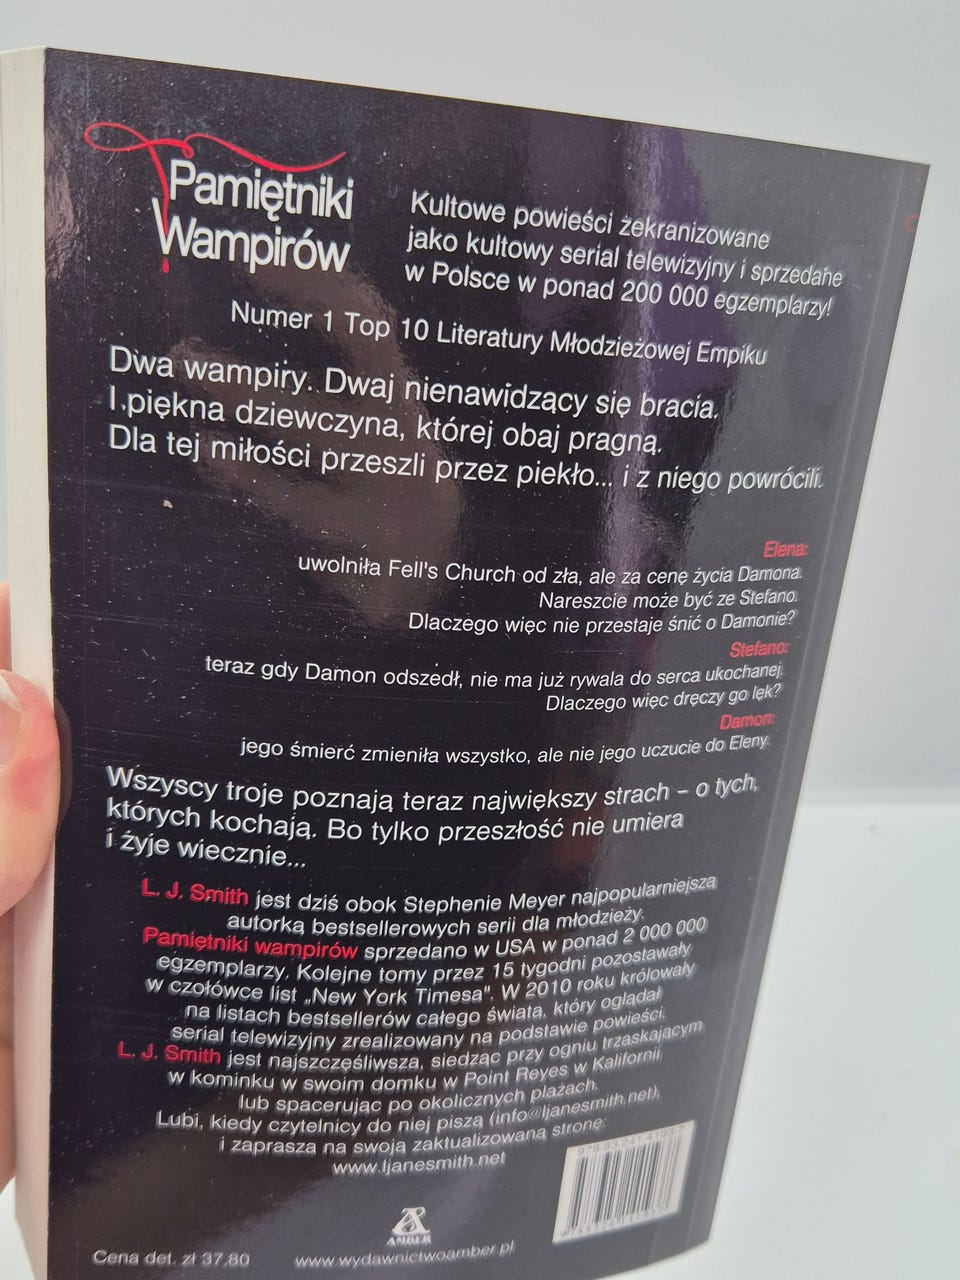 Pamiętniki
Wampirów
Kultowe powieści zekranizowane
jako kultowy serial telewizyjny i sprzedane
w Polsce w ponad 200 000 egzemplarzy!
Numer 1 Top 10 Literatury Młodzieżowej Empiku
Dwa wampiry. Dwaj nienawidzący się bracia.
I piękna dziewczyna, której obaj pragną.
Dla tej miłości przeszli przez piekło... i z niego powrócili.
Elena:
uwolniła Fell's Church od zła, ale za cenę życia Damona.
Nareszcie może być ze Stefano.
Dlaczego więc nie przestaje śnić o Damonie?
Stefano:
teraz gdy Damon odszedł, nie ma już rywala do serca ukochanej.
Dlaczego więc dręczy go lęk?
Damon:
jego śmierć zmieniła wszystko, ale nie jego uczucie do Eleny.
Wszyscy troje poznają teraz największy strach – o tych,
których kochają. Bo tylko przeszłość nie umiera
i żyje wiecznie...
L. J. Smith jest dziś obok Stephenie Meyer najpopularniejszą
autorką bestsellerowych serii dla młodzieży.
Pamiętniki wampirów sprzedano w USA w ponad 2 000 000
egzemplarzy. Kolejne tomy przez 15 tygodni pozostawały
w czołówce list „New York Timesa". W 2010 roku królowały
na listach bestsellerów całego świata, który oglądał
serial telewizyjny zrealizowany na podstawie powieści.
L. J. Smith jest najszczęśliwsza, siedząc przy ogniu trzaskającym
w kominku w swoim domku w Point Reyes w Kalifornii
lub spacerując po okolicznych plażach.
Lubi, kiedy czytelnicy do niej piszą (info@ljanesmith.net),
i zaprasza na swoją zaktualizowaną stronę:
www.ljanesmith.net
AMBER
Cena det. zł 37,80
www.wydawnictwoamber.pl